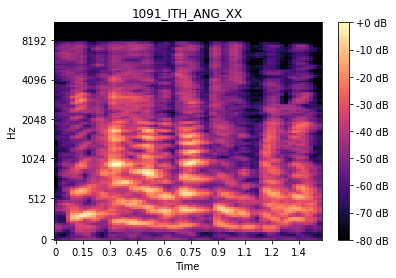 1091_ITH_ANG_XX
+0 dB
8192
-10 dB
4096
-20 dB
-30 dB
2048
Hz
-40 dB
1024
-50 dB
512
-60 dB
-70 dB
0
-80 dB
0 0.15 0.3 0.45 0.6 0.75 0.9 1.1 1.2 1.4
Time